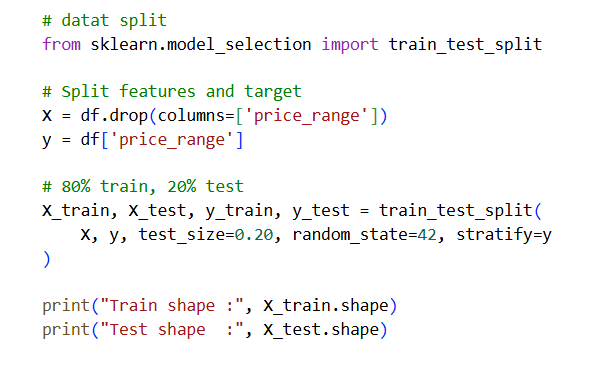 # datat split
from sklearn.model_selection import train_test_split
# Split features and target
X = df.drop(columns=['price_range'])
y = df['price_range']
# 80% train, 20% test
X_train, X_test, y_train, y_test = train_test_split(
    X, y, test_size=0.20, random_state=42, stratify=y
)
print("Train shape :", X_train.shape)
print("Test shape  :", X_test.shape)